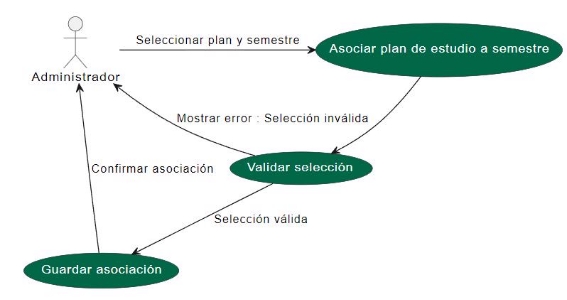 Seleccionar plan y semestre
Asociar plan de estudio a semestre
Administrador
Mostrar error : Selección inválida
Confirmar asociación
Validar selección
Selección válida
Guardar asociación